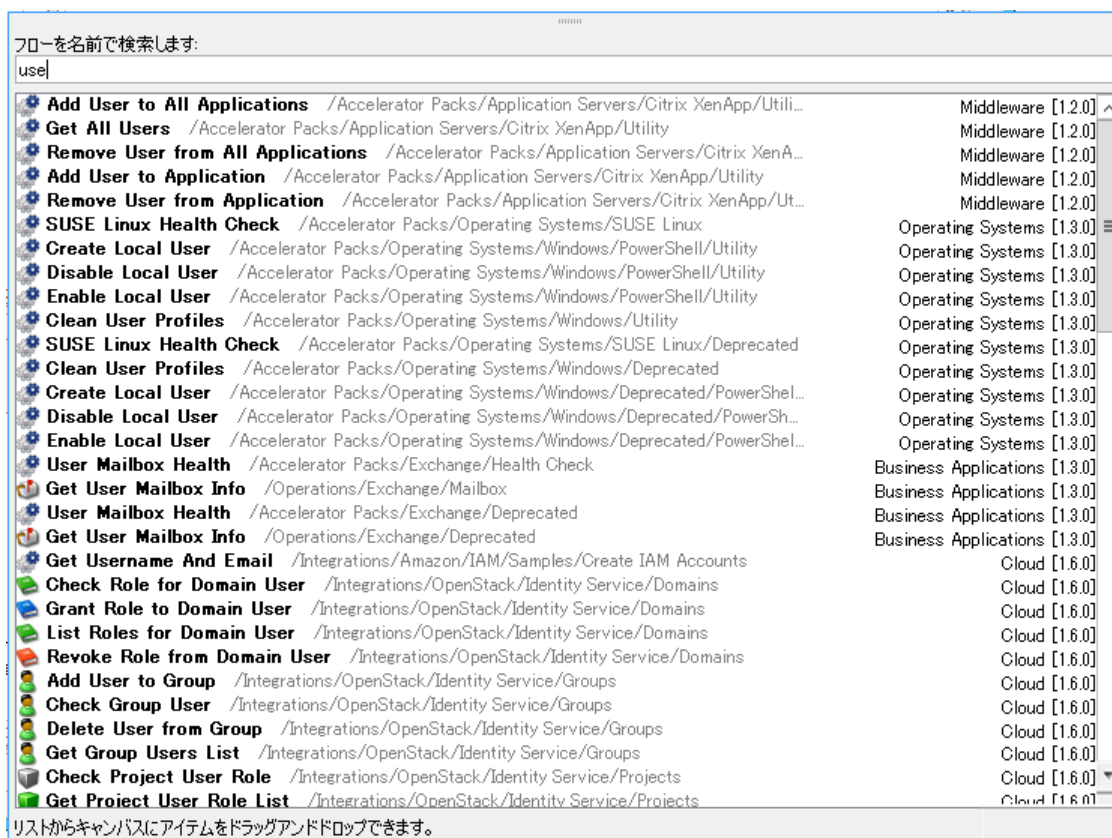 フローを名前で検索します:
use
Add User to All Applications /Accelerator Packs/Application Servers/Citrix XenApp/Utili... Middleware [1.2.0]
Get All Users /Accelerator Packs/Application Servers/Citrix XenApp/Utility Middleware [1.2.0]
Remove User from All Applications /Accelerator Packs/Application Servers/Citrix XenA... Middleware [1.2.0]
Add User to Application /Accelerator Packs/Application Servers/Citrix XenApp/Utility Middleware [1.2.0]
Remove User from Application /Accelerator Packs/Application Servers/Citrix XenApp/Ut... Middleware [1.2.0]
SUSE Linux Health Check /Accelerator Packs/Operating Systems/SUSE Linux Operating Systems [1.3.0]
Create Local User /Accelerator Packs/Operating Systems/Windows/PowerShell/Utility Operating Systems [1.3.0]
Disable Local User /Accelerator Packs/Operating Systems/Windows/PowerShell/Utility Operating Systems [1.3.0]
Enable Local User /Accelerator Packs/Operating Systems/Windows/PowerShell/Utility Operating Systems [1.3.0]
Clean User Profiles /Accelerator Packs/Operating Systems/Windows/Utility Operating Systems [1.3.0]
SUSE Linux Health Check /Accelerator Packs/Operating Systems/SUSE Linux/Deprecated Operating Systems [1.3.0]
Clean User Profiles /Accelerator Packs/Operating Systems/Windows/Deprecated Operating Systems [1.3.0]
Create Local User /Accelerator Packs/Operating Systems/Windows/Deprecated/PowerShel... Operating Systems [1.3.0]
Disable Local User /Accelerator Packs/Operating Systems/Windows/Deprecated/PowerSh... Operating Systems [1.3.0]
Enable Local User /Accelerator Packs/Operating Systems/Windows/Deprecated/PowerShel... Operating Systems [1.3.0]
User Mailbox Health /Accelerator Packs/Exchange/Health Check Business Applications [1.3.0]
Get User Mailbox Info /Operations/Exchange/Mailbox Business Applications [1.3.0]
User Mailbox Health /Accelerator Packs/Exchange/Deprecated Business Applications [1.3.0]
Get User Mailbox Info /Operations/Exchange/Deprecated Business Applications [1.3.0]
Get Username And Email /Integrations/Amazon/IAM/Samples/Create IAM Accounts Cloud [1.6.0]
Check Role for Domain User /Integrations/OpenStack/Identity Service/Domains Cloud [1.6.0]
Grant Role to Domain User /Integrations/OpenStack/Identity Service/Domains Cloud [1.6.0]
List Roles for Domain User /Integrations/OpenStack/Identity Service/Domains Cloud [1.6.0]
Revoke Role from Domain User /Integrations/OpenStack/Identity Service/Domains Cloud [1.6.0]
Add User to Group /Integrations/OpenStack/Identity Service/Groups Cloud [1.6.0]
Check Group User /Integrations/OpenStack/Identity Service/Groups Cloud [1.6.0]
Delete User from Group /Integrations/OpenStack/Identity Service/Groups Cloud [1.6.0]
Get Group Users List /Integrations/OpenStack/Identity Service/Groups Cloud [1.6.0]
Check Project User Role /Integrations/OpenStack/Identity Service/Projects Cloud [1.6.0]
Get Project User Role List /Integrations/OpenStack/Identity Service/Projects Cloud [1.6.0]
リストからキャンバスにアイテムをドラッグアンドドロップできます。